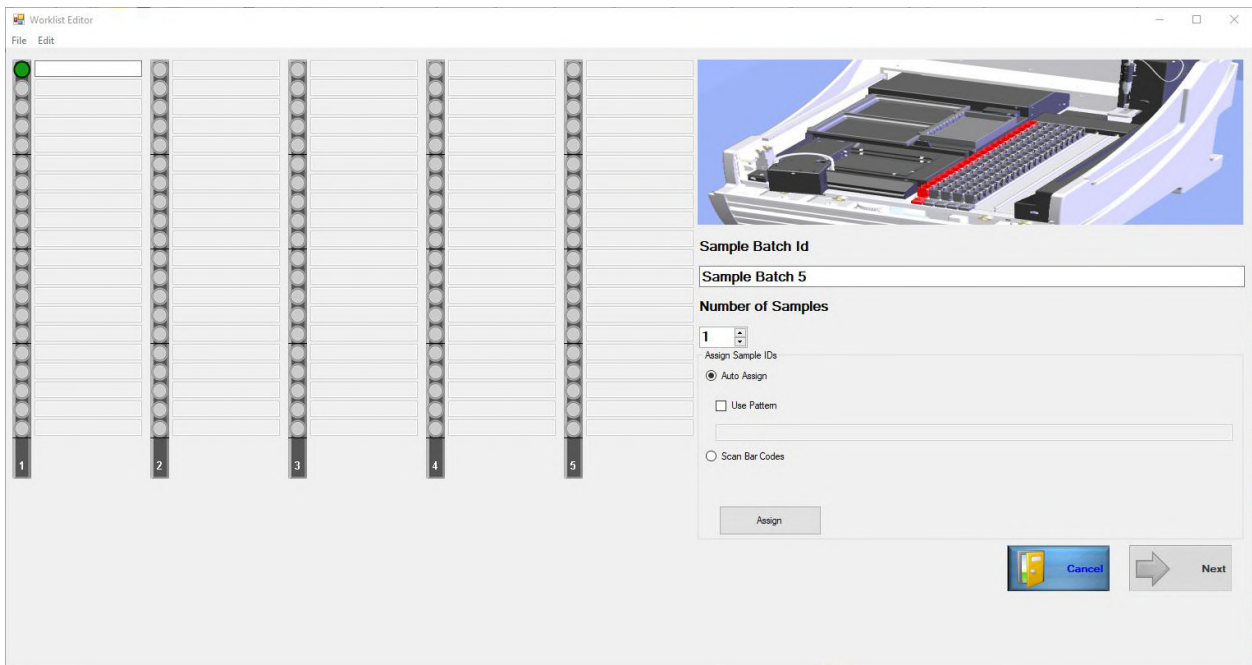 Worklist Editor
File Edit
Sample Batch Id
Sample Batch 5
Number of Samples
1
Assign Sample IDs
Auto Assign
Use Pattern
Scan Bar Codes
1 2 3 4 5
Assign
Cancel Next